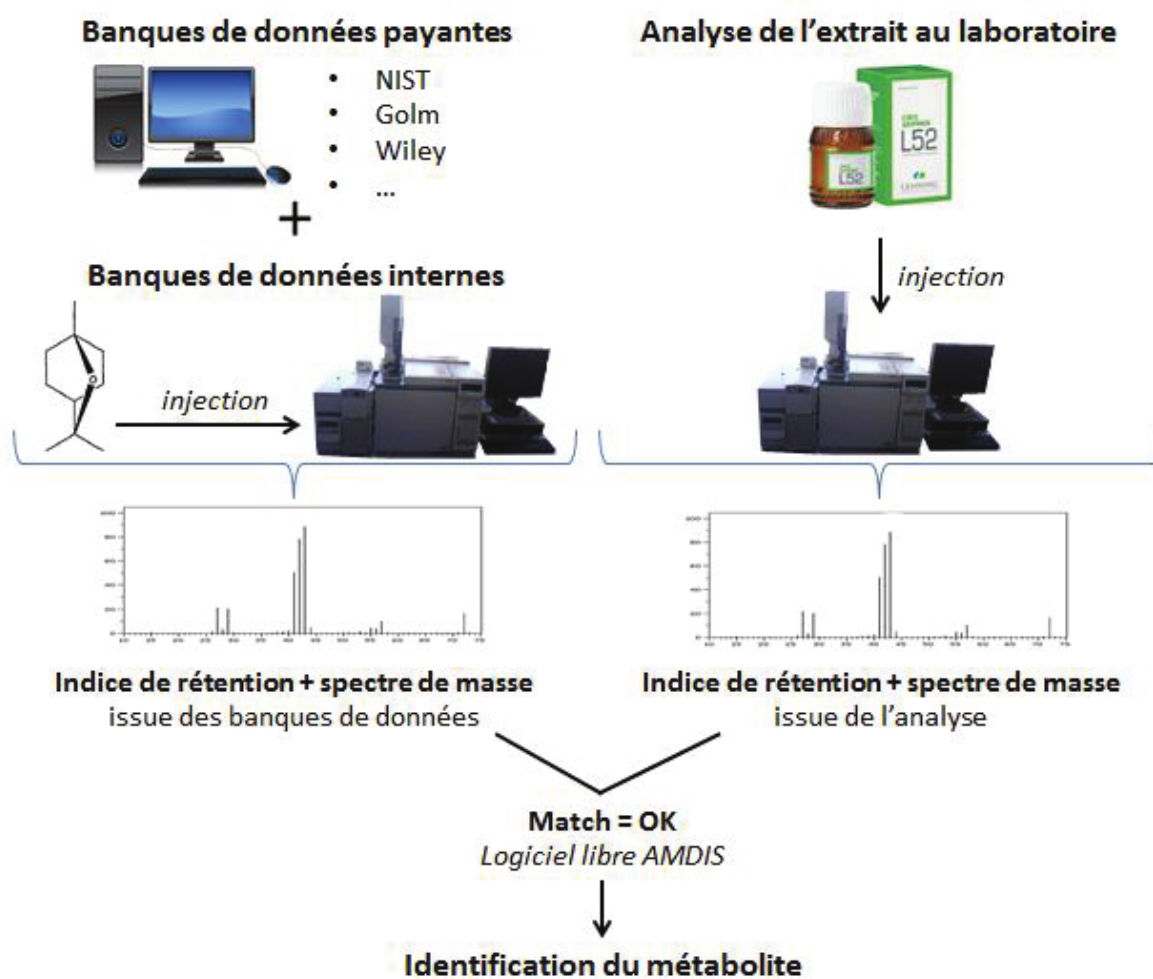 Banques de données payantes
• NIST
• Golm
• Wiley
• ...
+
Banques de données internes
injection
O
Analyse de l'extrait au laboratoire
L52
L52
injection
Indice de rétention + spectre de masse
issue des banques de données
Indice de rétention + spectre de masse
issue de l'analyse
Match = OK
Logiciel libre AMDIS
Identification du métabolite